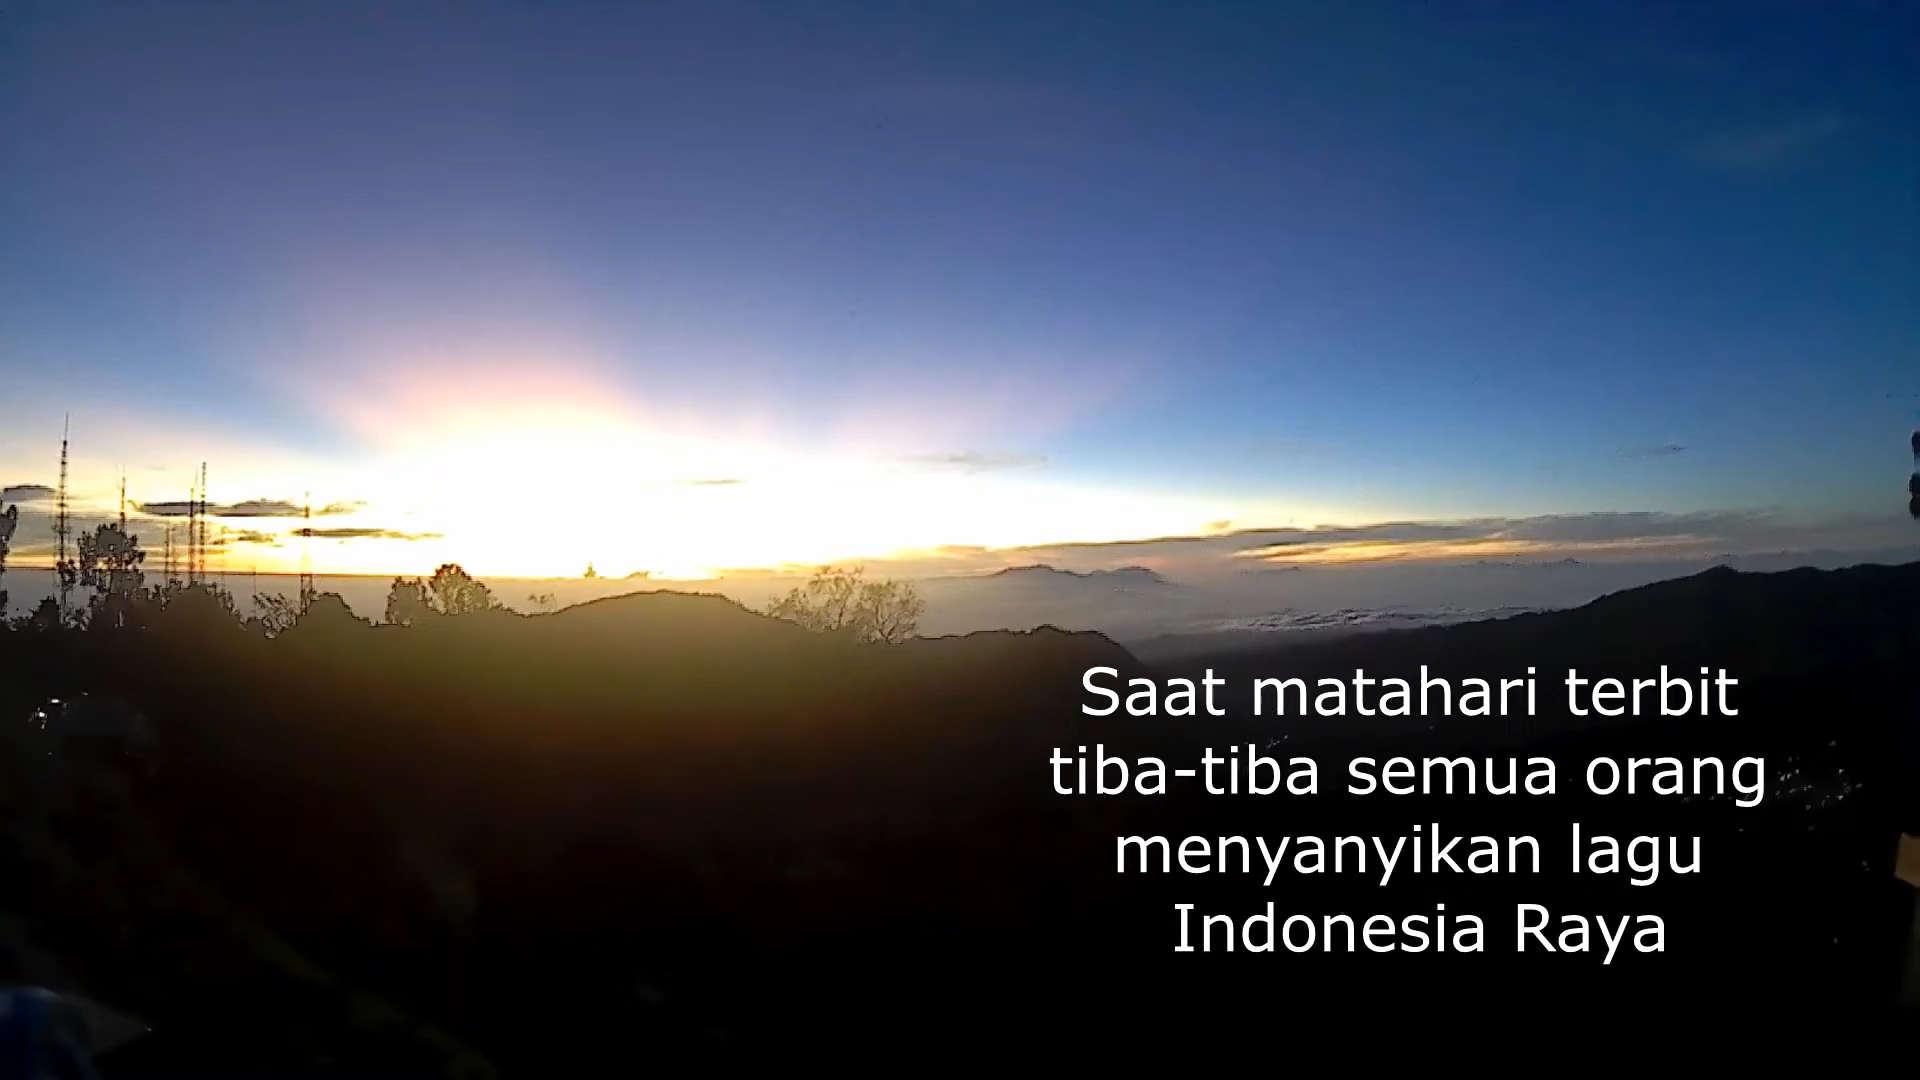 Saat matahari terbit
tiba-tiba semua orang
menyanyikan lagu
Indonesia Raya